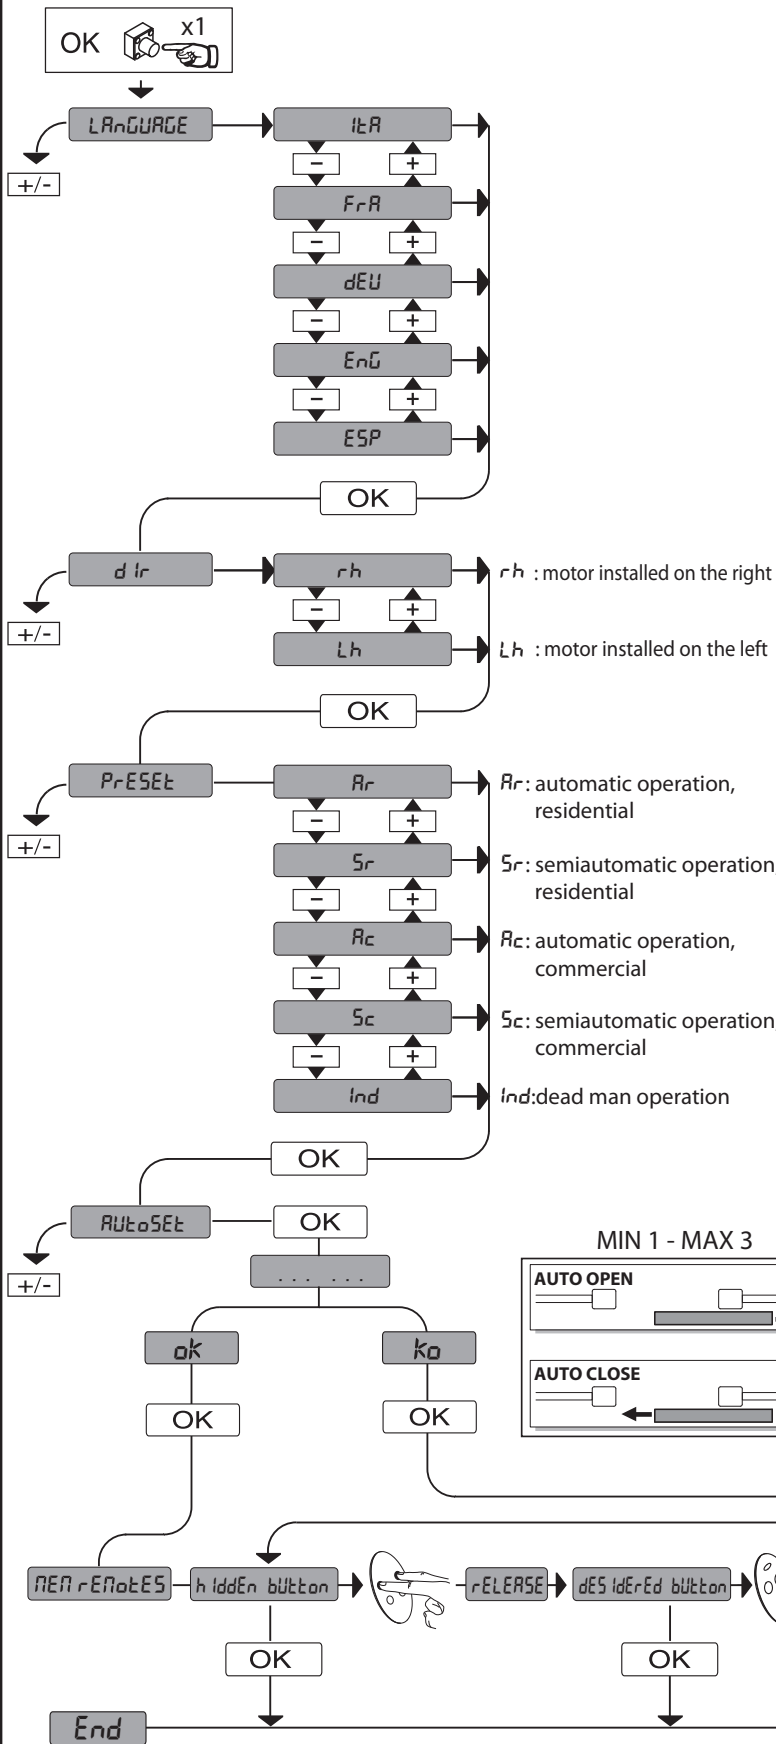 OK x1
LAnGUAGE ItA
+/- - +
FrA
- +
dEU
- +
EnG
- +
ESP
OK
dIr rh rh : motor installed on the right
+/- - +
Lh Lh : motor installed on the left
OK
PrESEt Ar Ar: automatic operation,
residential
+/- - +
Sr Sr: semiautomatic operation,
residential
- +
Ac Ac: automatic operation,
commercial
- +
Sc Sc: semiautomatic operation,
commercial
- +
Ind Ind:dead man operation
OK
AUtoSEt OK
+/- ... ...
MIN 1 - MAX 3
AUTO OPEN
AUTO CLOSE
ok ko
OK OK
MEM rEMotES hIddEn bUtton rELEASE dESIdErEd bUtton
OK OK
End